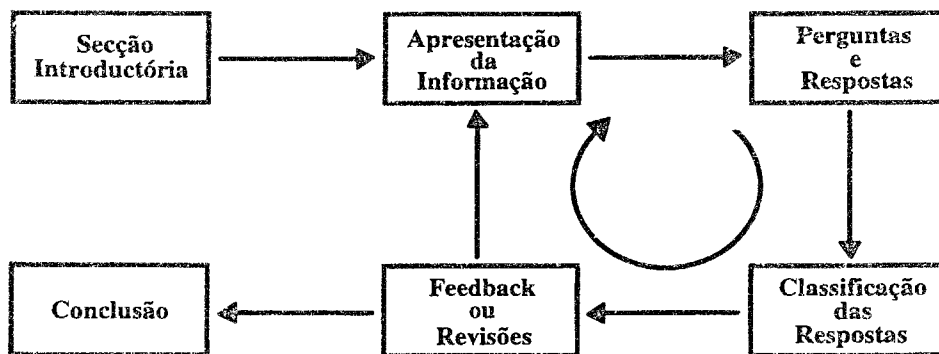 Secção
Introductória
Apresentação
da
Informação
Perguntas
e
Respostas
Conclusão
Feedback
ou
Revisões
Classificação
das
Respostas